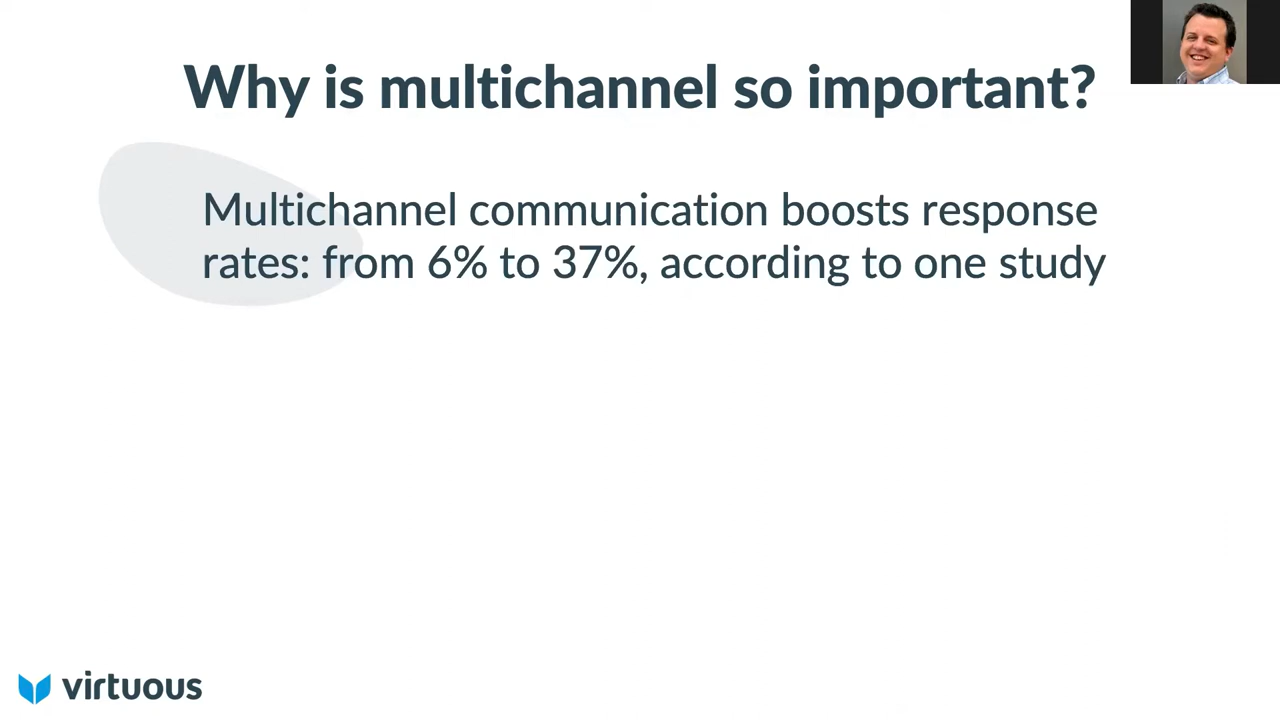 Why is multichannel so important?
Multichannel communication boosts response
rates: from 6% to 37%, according to one study
virtuous